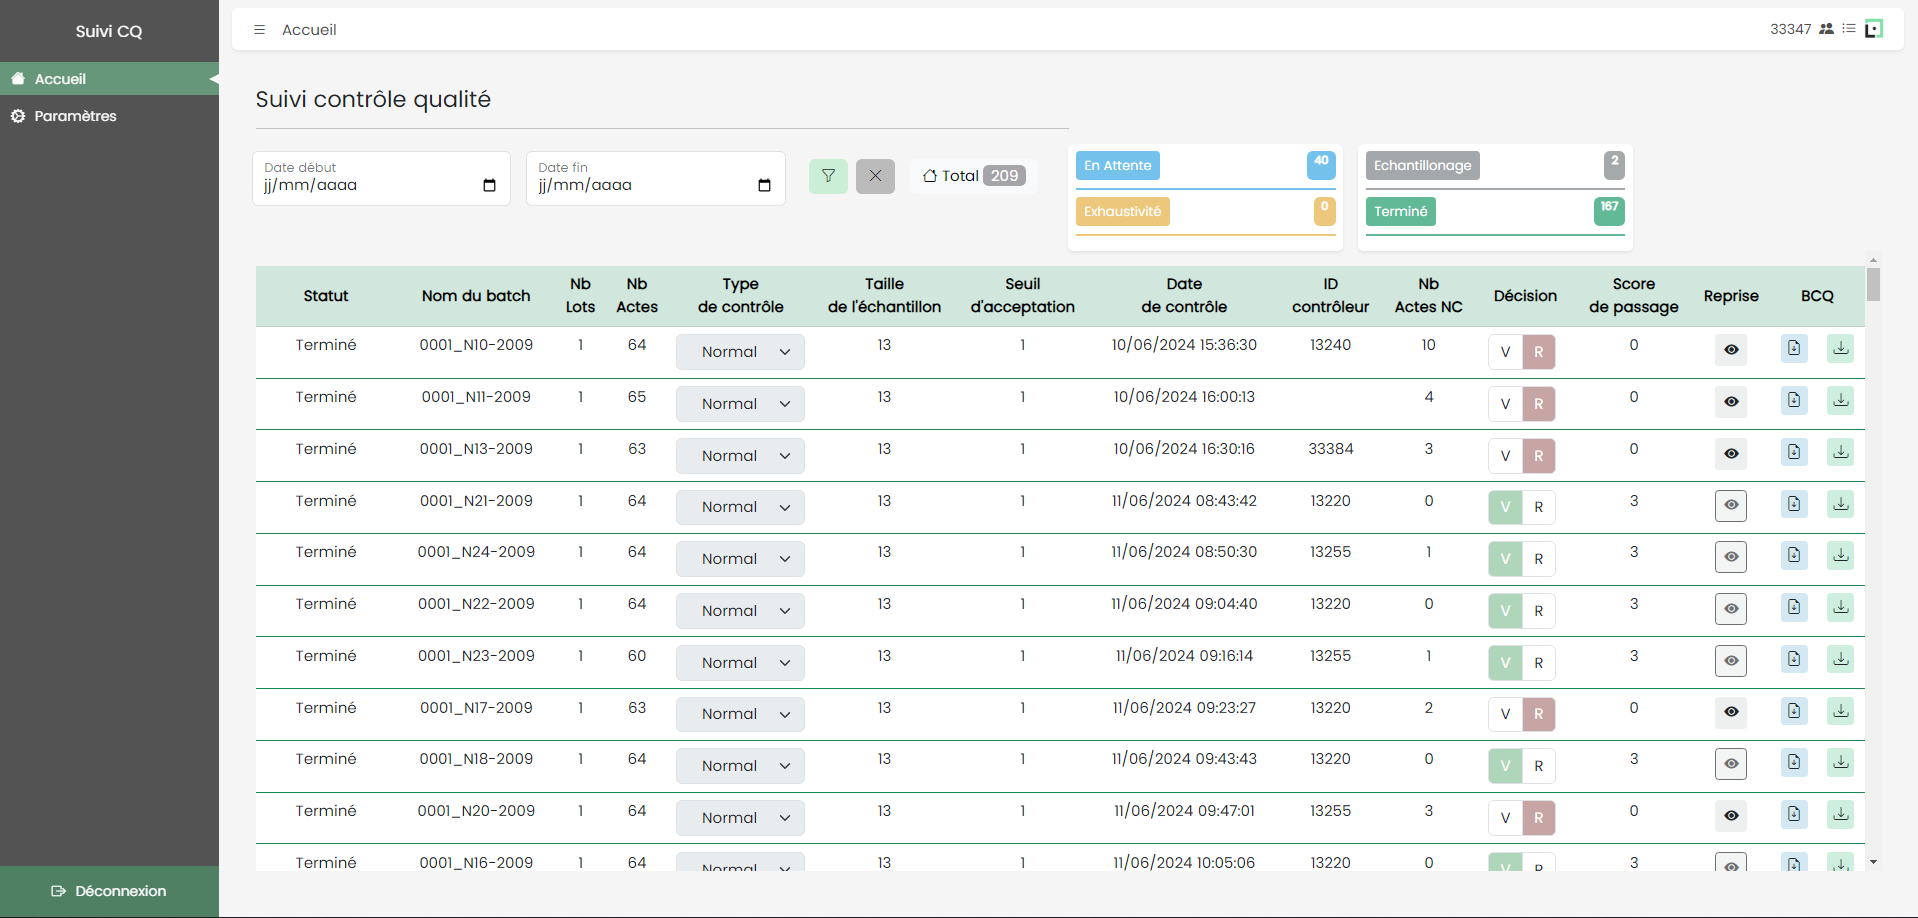 Suivi CQ
Accueil
Paramètres
Déconnexion
Accueil
33347
Suivi contrôle qualité
Date début
jj/mm/aaaa
Date fin
jj/mm/aaaa
Total 209
En Attente 40
Exhaustivité 0
Echantillonage 2
Terminé 167
Statut Nom du batch Nb Lots Nb Actes Type de contrôle Taille de l'échantillon Seuil d'acceptation Date de contrôle ID contrôleur Nb Actes NC Décision Score de passage Reprise BCQ
Terminé 0001_N10-2009 1 64 Normal 13 1 10/06/2024 15:36:30 13240 10 V R 0
Terminé 0001_N11-2009 1 65 Normal 13 1 10/06/2024 16:00:13 4 V R 0
Terminé 0001_N13-2009 1 63 Normal 13 1 10/06/2024 16:30:16 33384 3 V R 0
Terminé 0001_N21-2009 1 64 Normal 13 1 11/06/2024 08:43:42 13220 0 V R 3
Terminé 0001_N24-2009 1 64 Normal 13 1 11/06/2024 08:50:30 13255 1 V R 3
Terminé 0001_N22-2009 1 64 Normal 13 1 11/06/2024 09:04:40 13220 0 V R 3
Terminé 0001_N23-2009 1 60 Normal 13 1 11/06/2024 09:16:14 13255 1 V R 3
Terminé 0001_N17-2009 1 63 Normal 13 1 11/06/2024 09:23:27 13220 2 V R 0
Terminé 0001_N18-2009 1 64 Normal 13 1 11/06/2024 09:43:43 13220 0 V R 3
Terminé 0001_N20-2009 1 64 Normal 13 1 11/06/2024 09:47:01 13255 3 V R 0
Terminé 0001_N16-2009 1 64 Normal 13 1 11/06/2024 10:05:06 13220 0 V R 3